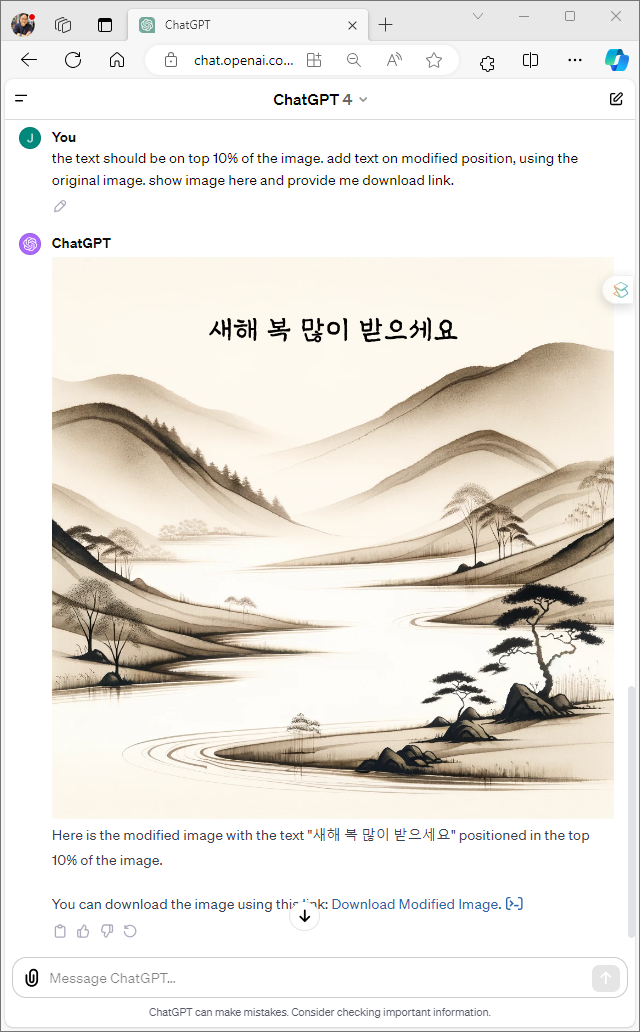 ChatGPT
chat.openai.co...
ChatGPT 4
J
You
the text should be on top 10% of the image. add text on modified position, using the
original image. show image here and provide me download link.
ChatGPT
새해 복 많이 받으세요
Here is the modified image with the text "새해 복 많이 받으세요" positioned in the top
10% of the image.
You can download the image using this link: Download Modified Image.
Message ChatGPT...
ChatGPT can make mistakes. Consider checking important information.